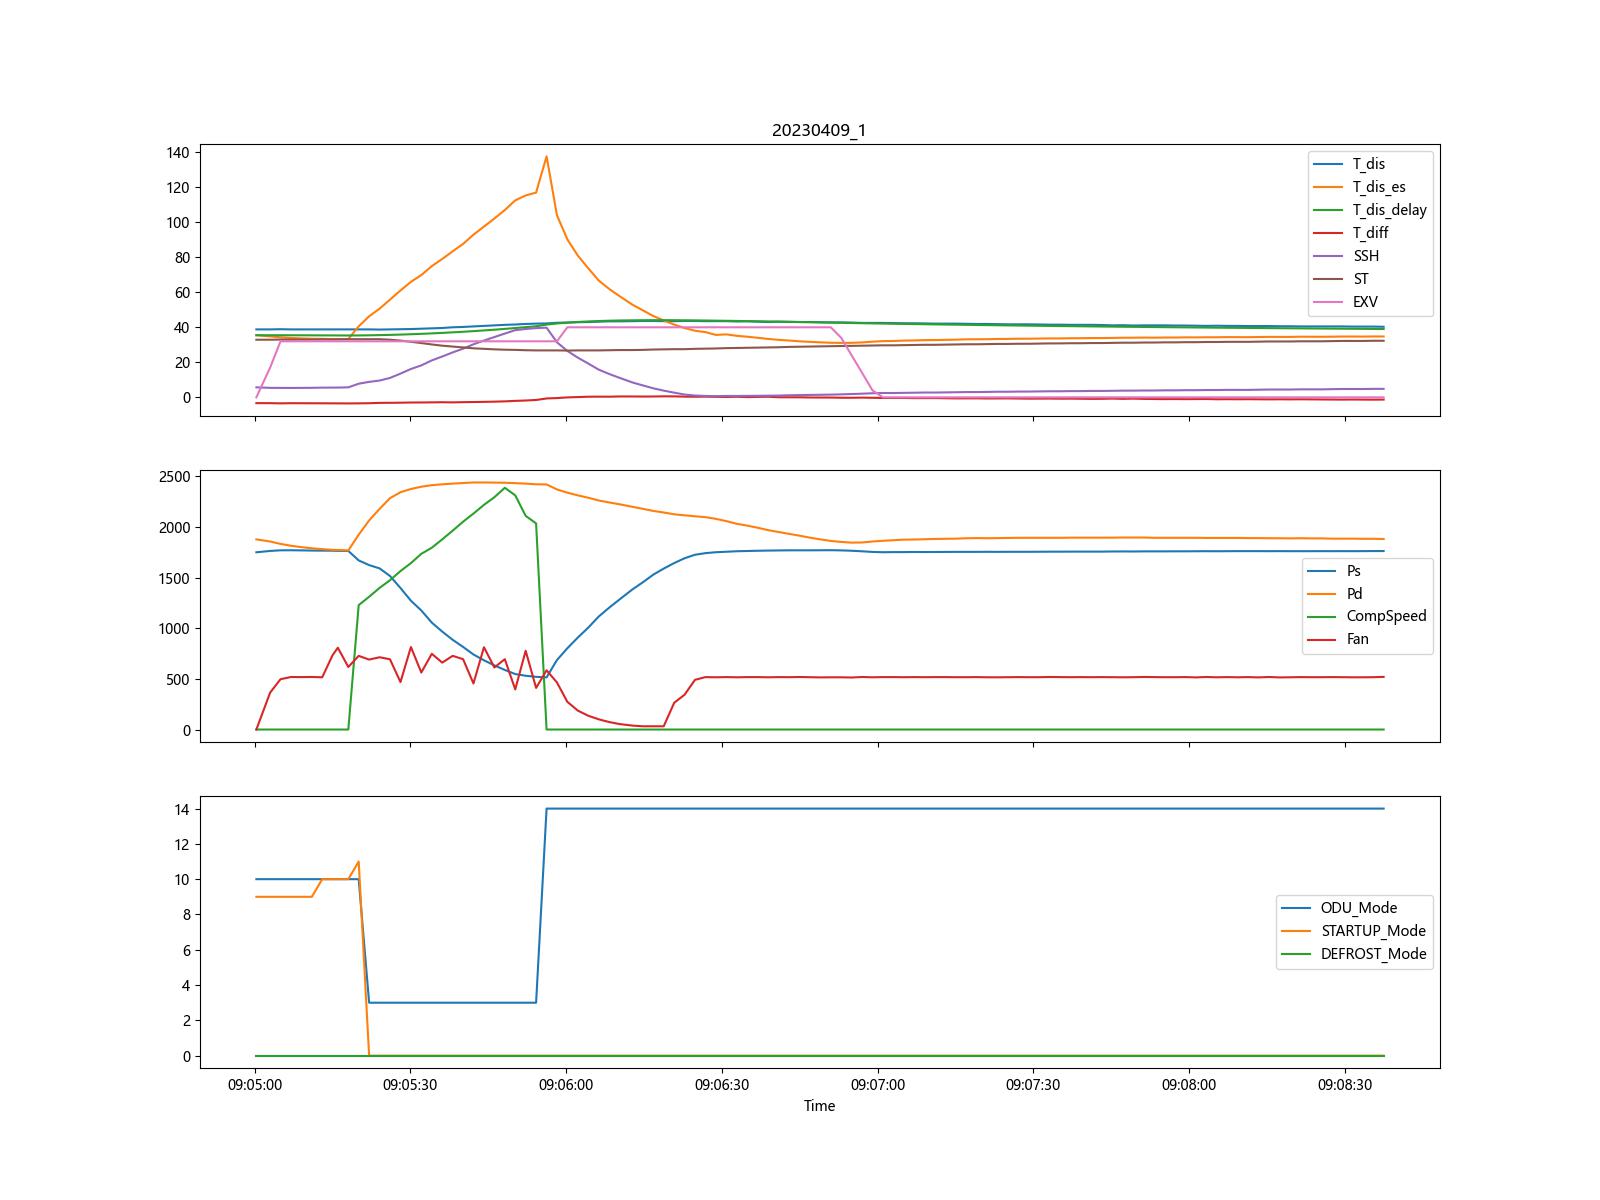 20230409_1
140
120
100
80
60
40
20
0
T_dis
T_dis_es
T_dis_delay
T_diff
SSH
ST
EXV
2500
2000
1500
1000
500
0
Ps
Pd
CompSpeed
Fan
14
12
10
8
6
4
2
0
ODU_Mode
STARTUP_Mode
DEFROST_Mode
09:05:00 09:05:30 09:06:00 09:06:30 09:07:00 09:07:30 09:08:00 09:08:30
Time